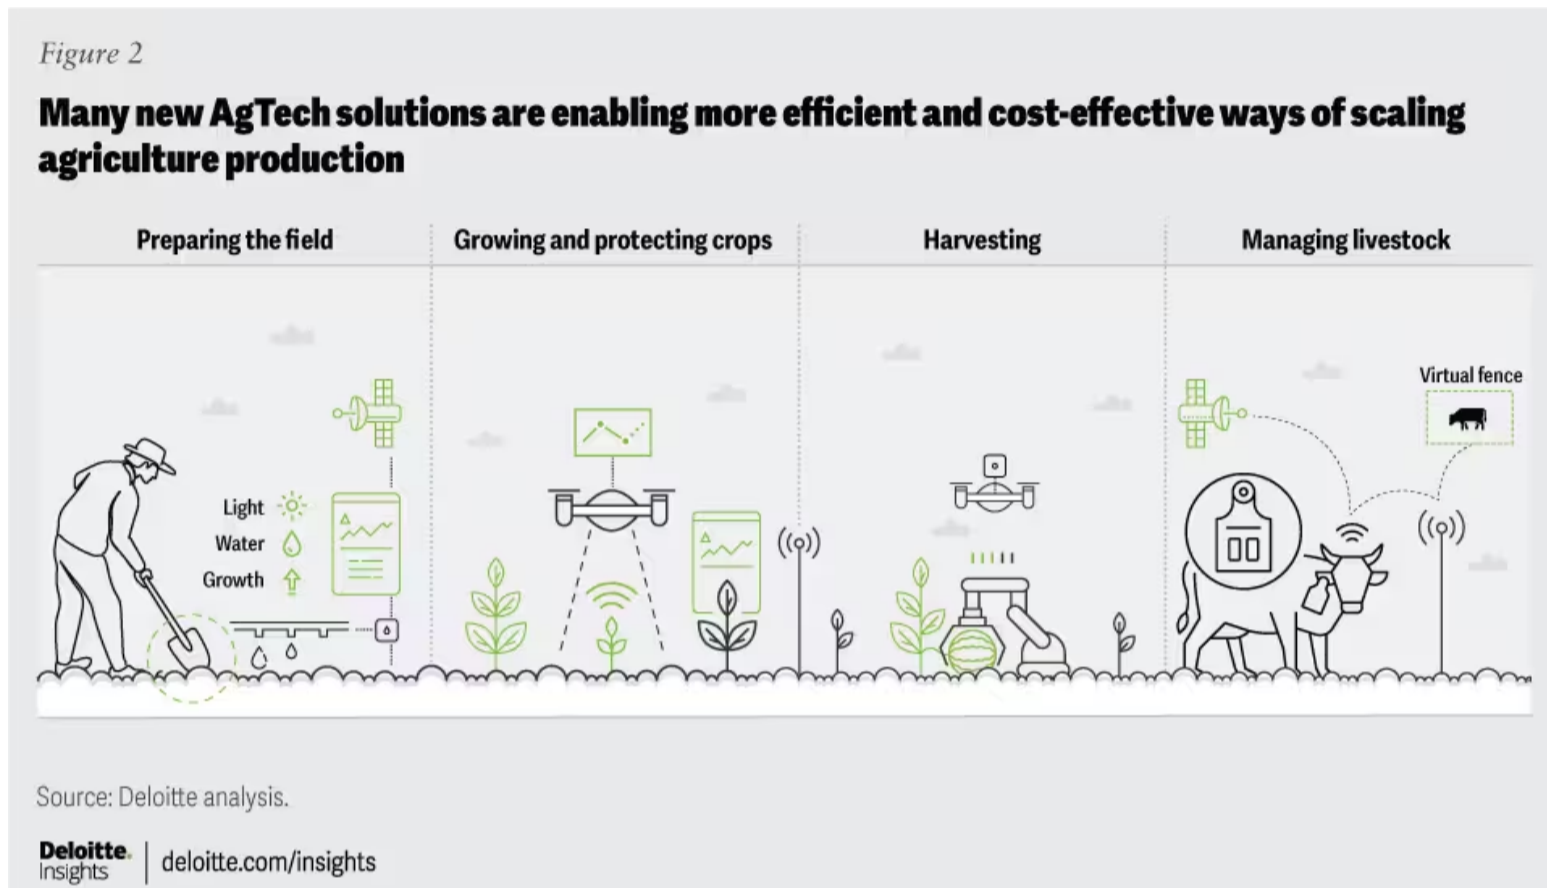 Figure 2
Many new AgTech solutions are enabling more efficient and cost-effective ways of scaling
agriculture production
Preparing the field
Growing and protecting crops
Harvesting
Managing livestock
Virtual fence
Light
Water
Growth
Source: Deloitte analysis.
Deloitte.
Insights
deloitte.com/insights